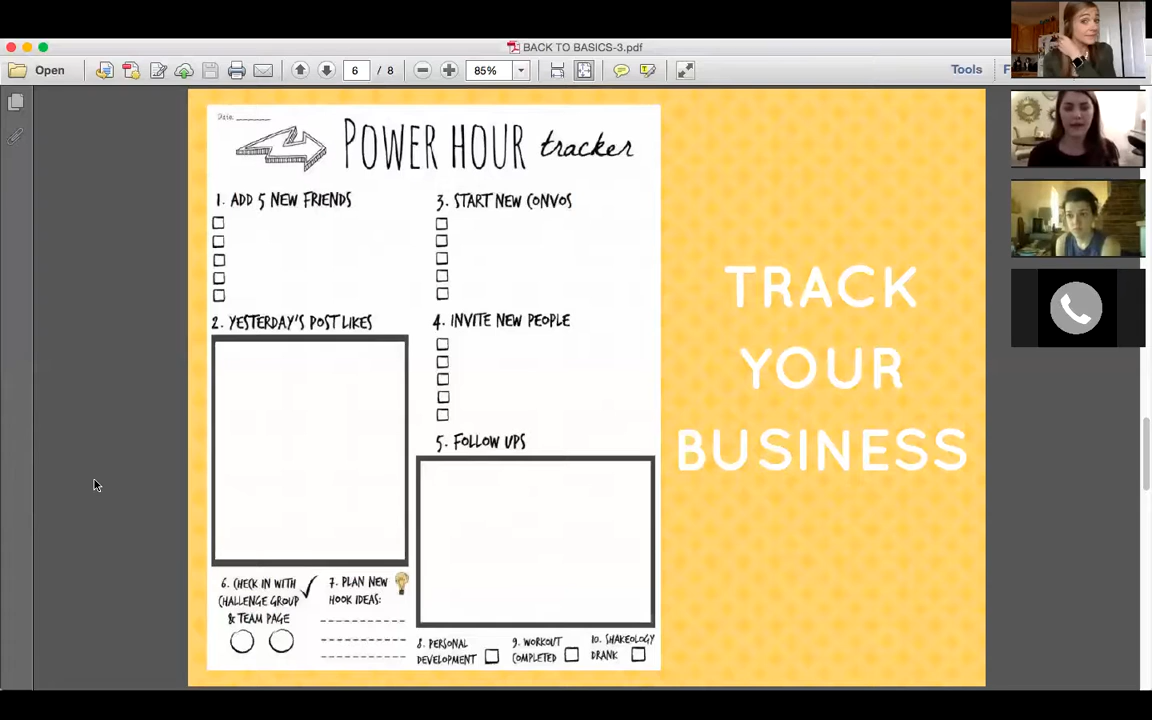 BACK TO BASICS-3.pdf
Open
6 / 8
85%
Tools
F
Date:
POWER HOUR tracker
1. ADD 5 NEW FRIENDS
2. YESTERDAY'S POST LIKES
6. CHECK IN WITH
CHALLENGE GROUP
& TEAM PAGE
7. PLAN NEW
HOOK IDEAS:
3. START NEW CONVOS
4. INVITE NEW PEOPLE
5. FOLLOW UPS
8. PERSONAL
DEVELOPMENT
9. WORKOUT
COMPLETED
10. SHAKEOLOGY
DRANK
TRACK
YOUR
BUSINESS